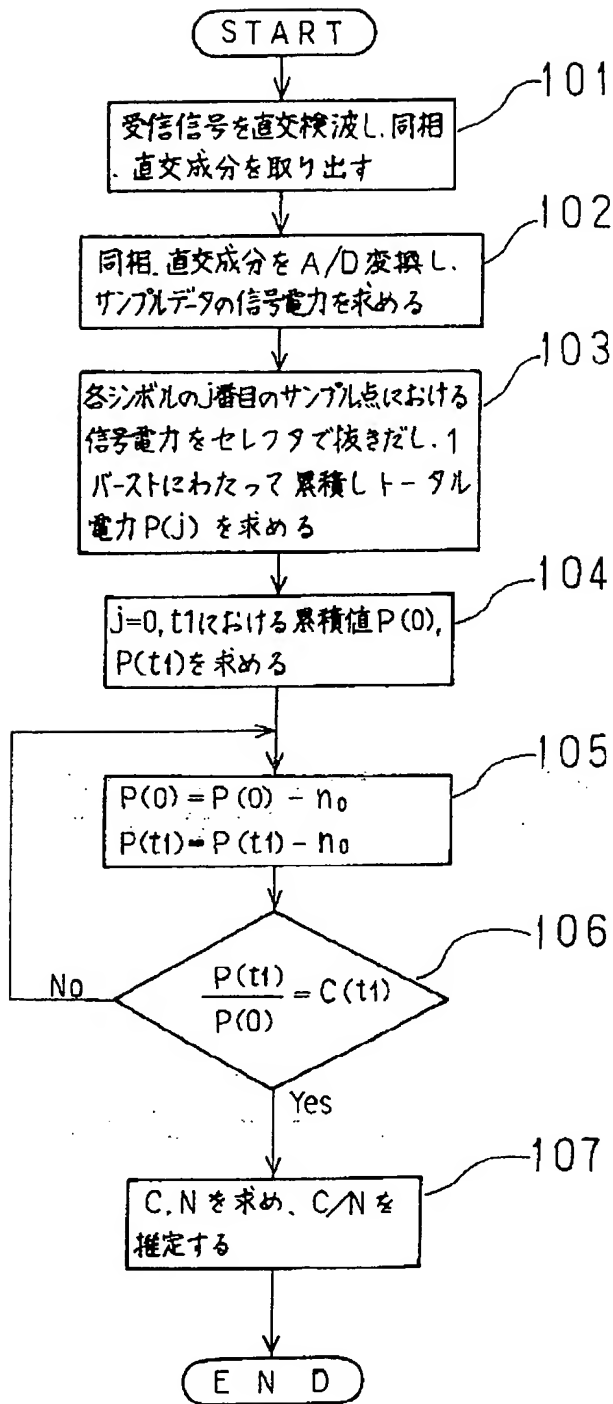 START
101
受信信号を直交検波し、同相
、直交成分を取り出す
102
同相、直交成分をA/D変換し、
サンプルデータの信号電力を求める
103
各シンボルのj番目のサンプル点における
信号電力をセレクタで抜きだし、1
バーストにわたって累積しトータル
電力P(j)を求める
104
j=0,t1における累積値P(0),
P(t1)を求める
105
P(0)=P(0)-n₀
P(t1)=P(t1)-n₀
106
P(t1)
P(0)
=C(t1)
No
Yes
107
C,Nを求め、C/Nを
推定する
END